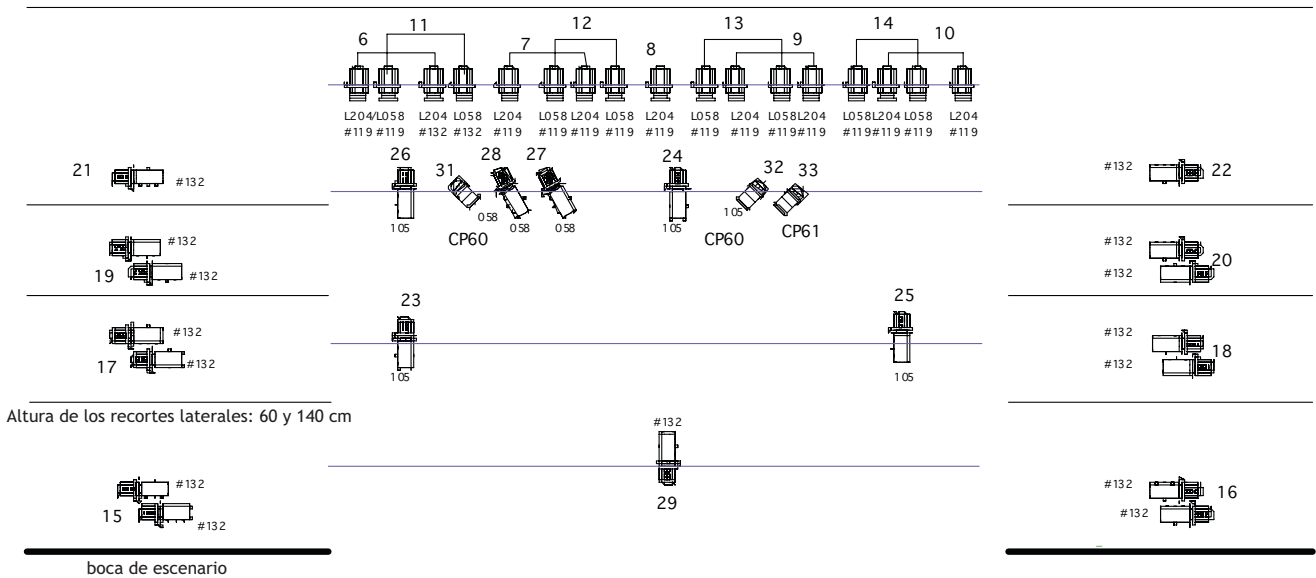 11 12 13 14
6 7 8 9 10
L204/L058 L204 L058 L204 L058 L204 L058 L204 L058 L204 L058 L204 L058 L204 L058 L204
#119 #119 #132 #132 #119 #119 #119 #119 #119 #119 #119 #119 #119 #119 #119 #119 #119
21 #132 26 31 28 27 24 32 33 #132 22
105 058 058 058 105 105
CP60 CP60 CP61
#132 #132
19 #132 #132 20
23 25
#132 #132
17 #132 #132 18
105 105
Altura de los recortes laterales: 60 y 140 cm
#132
29
#132 #132 16
15 #132 #132
boca de escenario